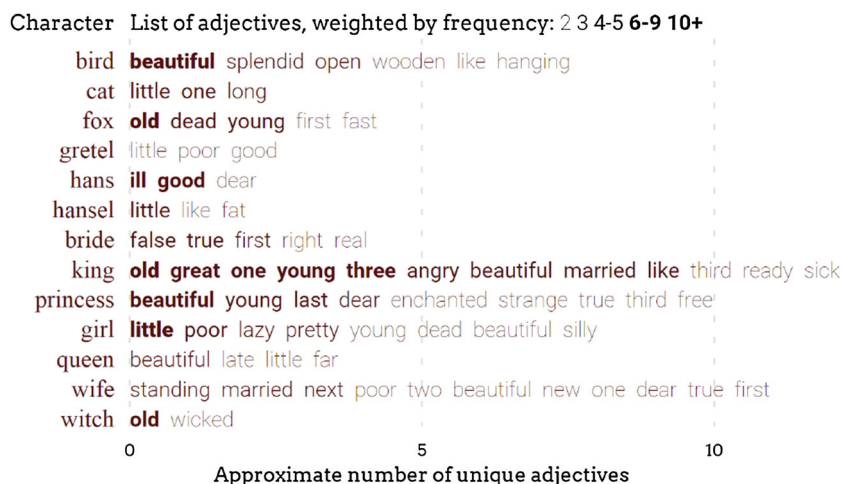 Character List of adjectives, weighted by frequency: 2 3 4-5 6-9 10+
bird beautiful splendid open wooden like hanging
cat little one long
fox old dead young first fast
gretel little poor good
hans ill good dear
hansel little like fat
bride false true first right real
king old great one young three angry beautiful married like third ready sick
princess beautiful young last dear enchanted strange true third free
girl little poor lazy pretty young dead beautiful silly
queen beautiful late little far
wife standing married next poor two beautiful new one dear true first
witch old wicked
0 5 10
Approximate number of unique adjectives